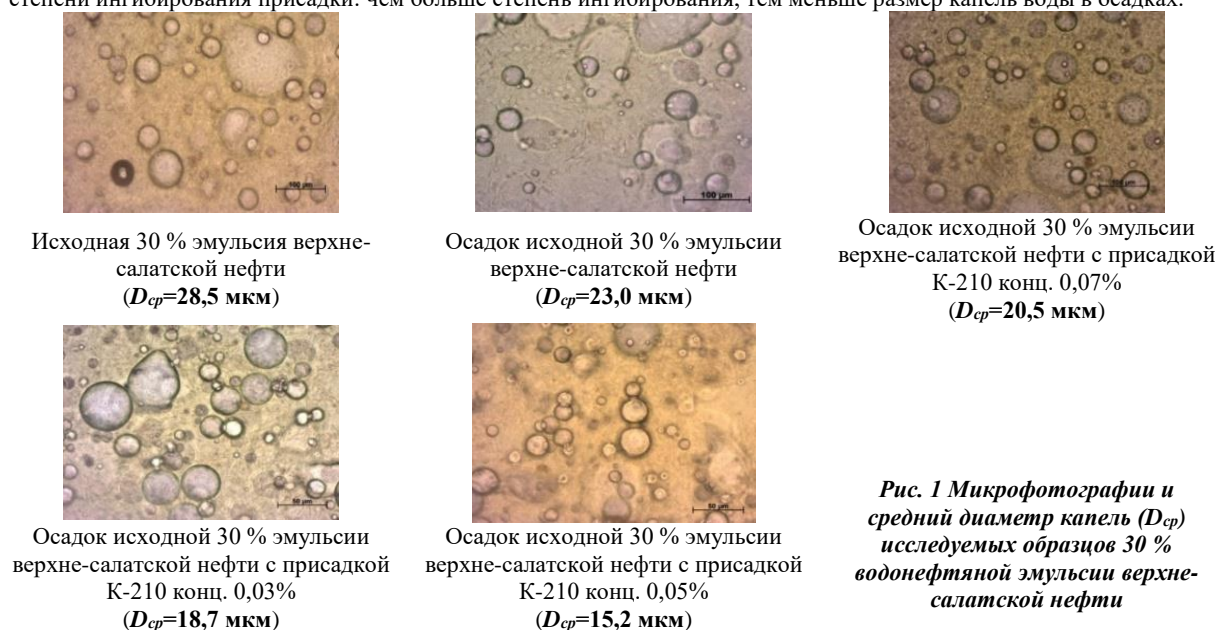 степени ингибирования присадки: чем больше степень ингибирования, тем меньше размер капель воды в осадках.
100 µm
100 µm
100 µm
Исходная 30 % эмульсия верхне-
салатской нефти
(Dср=28,5 мкм)
Осадок исходной 30 % эмульсии
верхне-салатской нефти
(Dср=23,0 мкм)
Осадок исходной 30 % эмульсии
верхне-салатской нефти с присадкой
К-210 конц. 0,07%
(Dср=20,5 мкм)
50 µm
50 µm
Осадок исходной 30 % эмульсии
верхне-салатской нефти с присадкой
К-210 конц. 0,03%
(Dср=18,7 мкм)
Осадок исходной 30 % эмульсии
верхне-салатской нефти с присадкой
К-210 конц. 0,05%
(Dср=15,2 мкм)
Рис. 1 Микрофотографии и
средний диаметр капель (Dср)
исследуемых образцов 30 %
водонефтяной эмульсии верхне-
салатской нефти